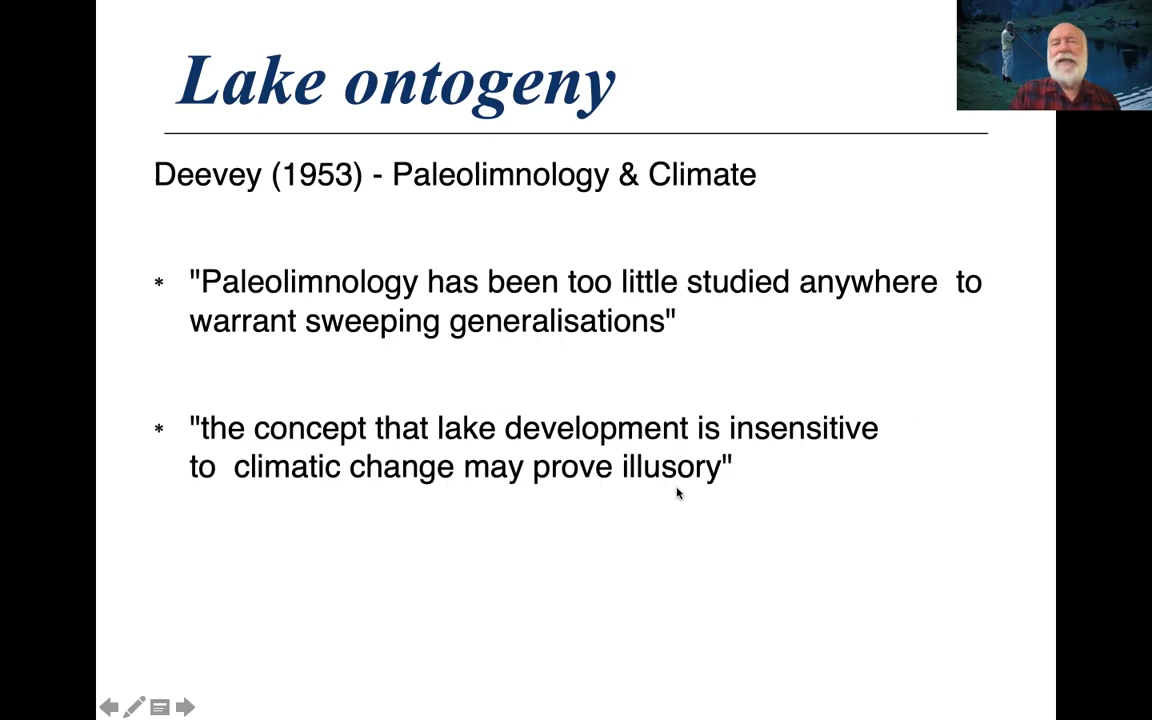 Lake ontogeny
Deevey (1953) - Paleolimnology & Climate
* "Paleolimnology has been too little studied anywhere  to
warrant sweeping generalisations"
* "the concept that lake development is insensitive
to  climatic change may prove illusory"